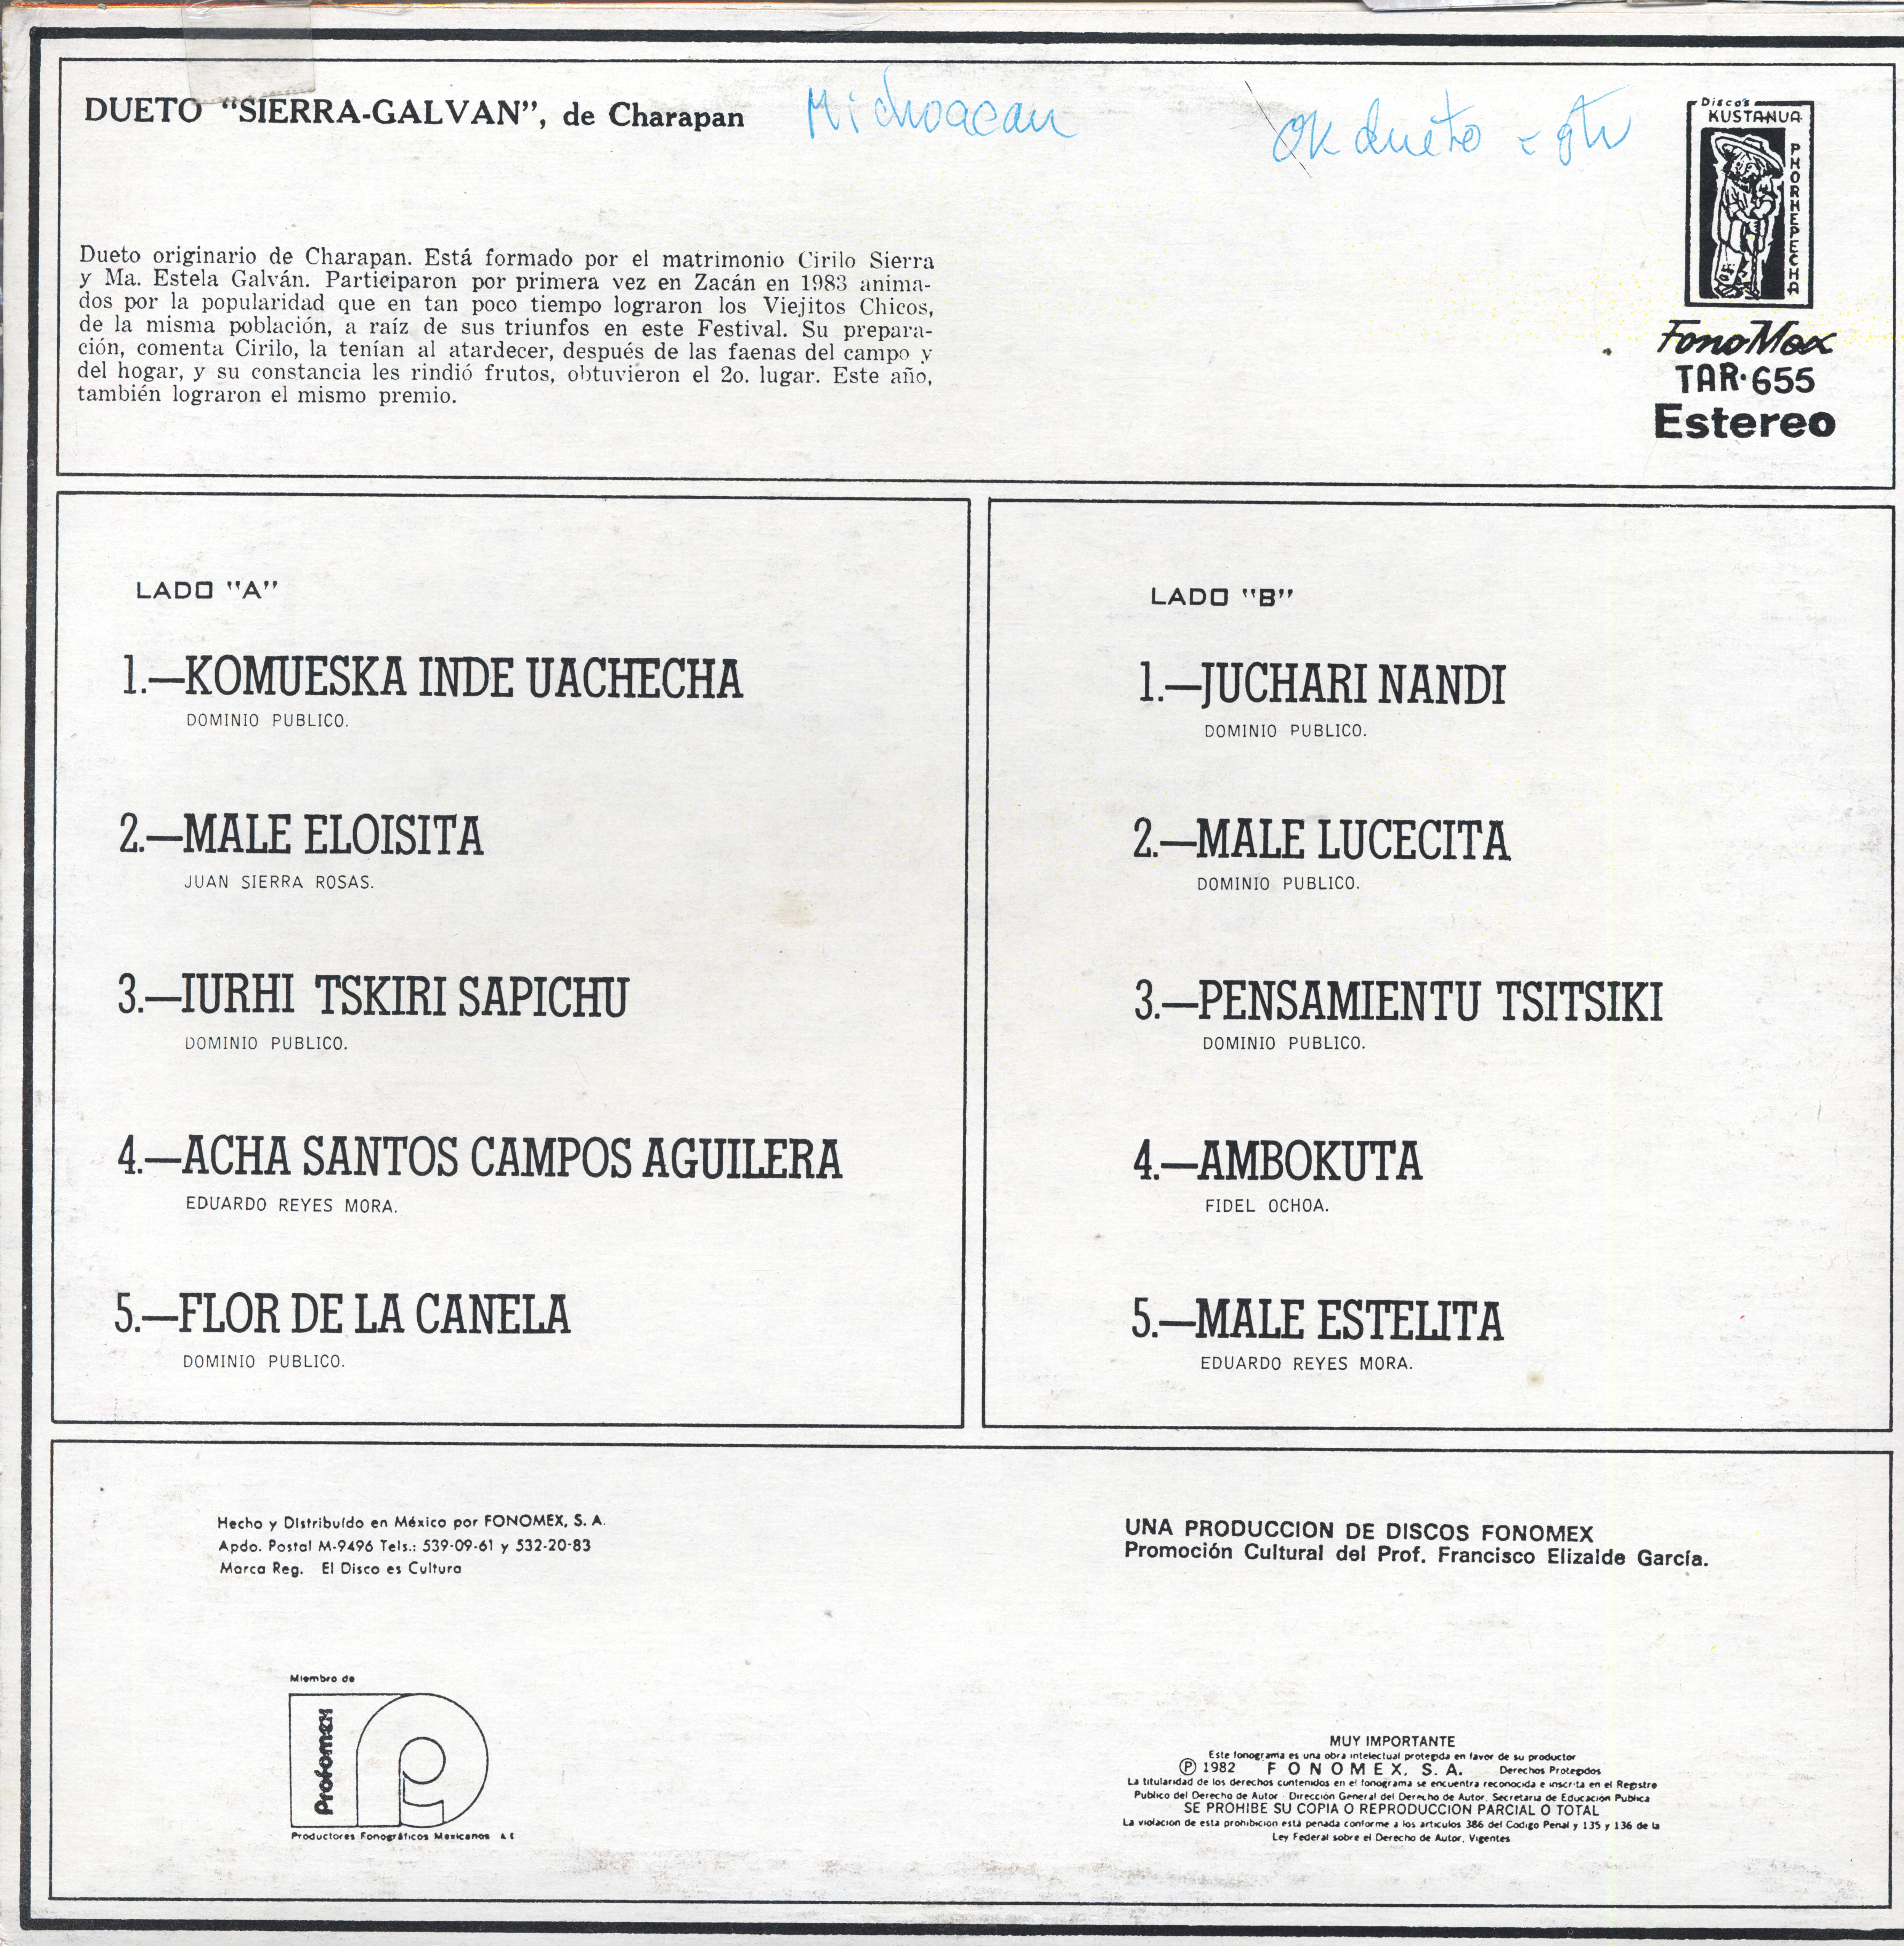 DUETO “SIERRA-GALVAN”, de Charapan
Michoacan
OK dueto
Discos
KUSTANUA
PHORHEPECHA
FonoMex
TAR·655
Estereo
Dueto originario de Charapan. Está formado por el matrimonio Cirilo Sierra
y Ma. Estela Galván. Participaron por primera vez en Zacán en 1983 anima-
dos por la popularidad que en tan poco tiempo lograron los Viejitos Chicos,
de la misma población, a raíz de sus triunfos en este Festival. Su prepara-
ción, comenta Cirilo, la tenían al atardecer, después de las faenas del campo y
del hogar, y su constancia les rindió frutos, obtuvieron el 2o. lugar. Este año,
también lograron el mismo premio.
LADO "A"
1.—KOMUESKA INDE UACHECHA
DOMINIO PUBLICO.
2.—MALE ELOISITA
JUAN SIERRA ROSAS.
3.—IURHI TSKIRI SAPICHU
DOMINIO PUBLICO.
4.—ACHA SANTOS CAMPOS AGUILERA
EDUARDO REYES MORA.
5.—FLOR DE LA CANELA
DOMINIO PUBLICO.
LADO "B"
1.—JUCHARI NANDI
DOMINIO PUBLICO.
2.—MALE LUCECITA
DOMINIO PUBLICO.
3.—PENSAMIENTU TSITSIKI
DOMINIO PUBLICO.
4.—AMBOKUTA
FIDEL OCHOA.
5.—MALE ESTELITA
EDUARDO REYES MORA.
Hecho y Distribuído en México por FONOMEX, S. A.
Apdo. Postal M-9496 Tels.: 539-09-61 y 532-20-83
Marca Reg. El Disco es Cultura
UNA PRODUCCION DE DISCOS FONOMEX
Promoción Cultural del Prof. Francisco Elizalde García.
Miembro de
Profomex
Productores Fonográficos Mexicanos
MUY IMPORTANTE
Este fonograma es una obra intelectual protegida en favor de su productor
Ⓟ 1982 FONOMEX, S. A. Derechos Protegidos
La titularidad de los derechos contenidos en el fonograma se encuentra reconocida e inscrita en el Registro
Publico del Derecho de Autor - Dirección General del Derecho de Autor, Secretaria de Educación Publica
SE PROHIBE SU COPIA O REPRODUCCION PARCIAL O TOTAL
La violacion de esta prohibicion está penada conforme a los articulos 386 del Codigo Penal y 135 y 136 de la
Ley Federal sobre el Derecho de Autor, Vigentes